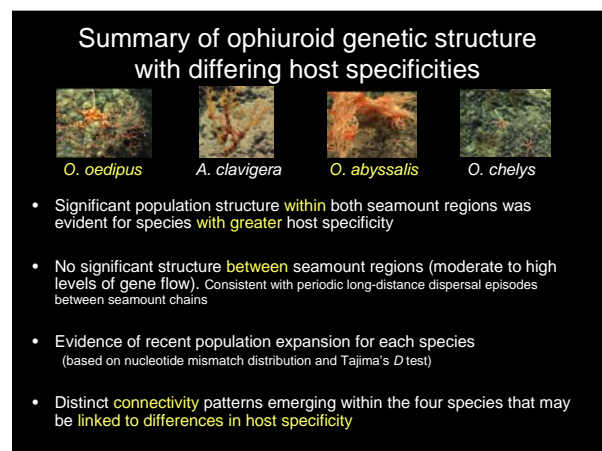 Summary of ophiuroid genetic structure
with differing host specificities
O. oedipus A. clavigera O. abyssalis O. chelys
• Significant population structure within both seamount regions was
evident for species with greater host specificity
• No significant structure between seamount regions (moderate to high
levels of gene flow). Consistent with periodic long-distance dispersal episodes
between seamount chains
• Evidence of recent population expansion for each species
(based on nucleotide mismatch distribution and Tajima's D test)
• Distinct connectivity patterns emerging within the four species that may
be linked to differences in host specificity